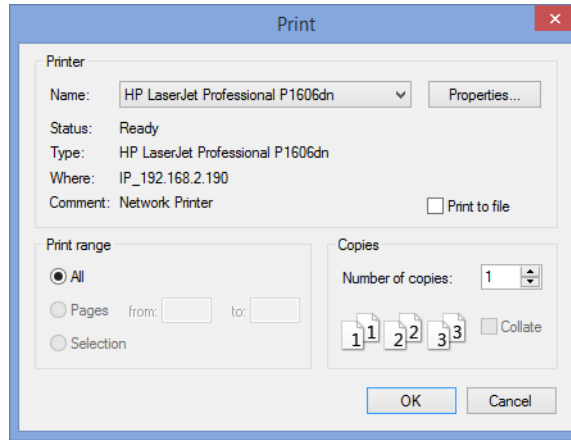 Print
Printer
Name: HP LaserJet Professional P1606dn Properties...
Status: Ready
Type: HP LaserJet Professional P1606dn
Where: IP_192.168.2.190
Comment: Network Printer Print to file
Print range
All
Pages from: to:
Selection
Copies
Number of copies: 1
1 1 2 2 3 3 Collate
OK Cancel